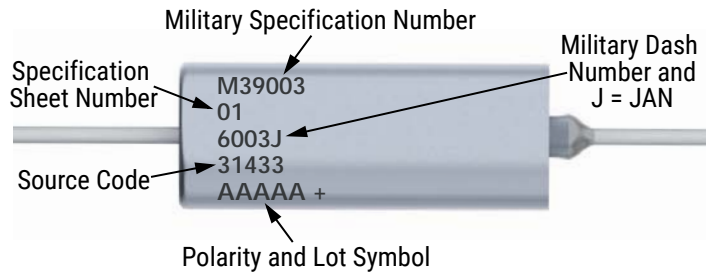 Military Specification Number
Specification
Sheet Number
M39003
01
6003J
31433
AAAAA +
Military Dash
Number and
J = JAN
Source Code
Polarity and Lot Symbol